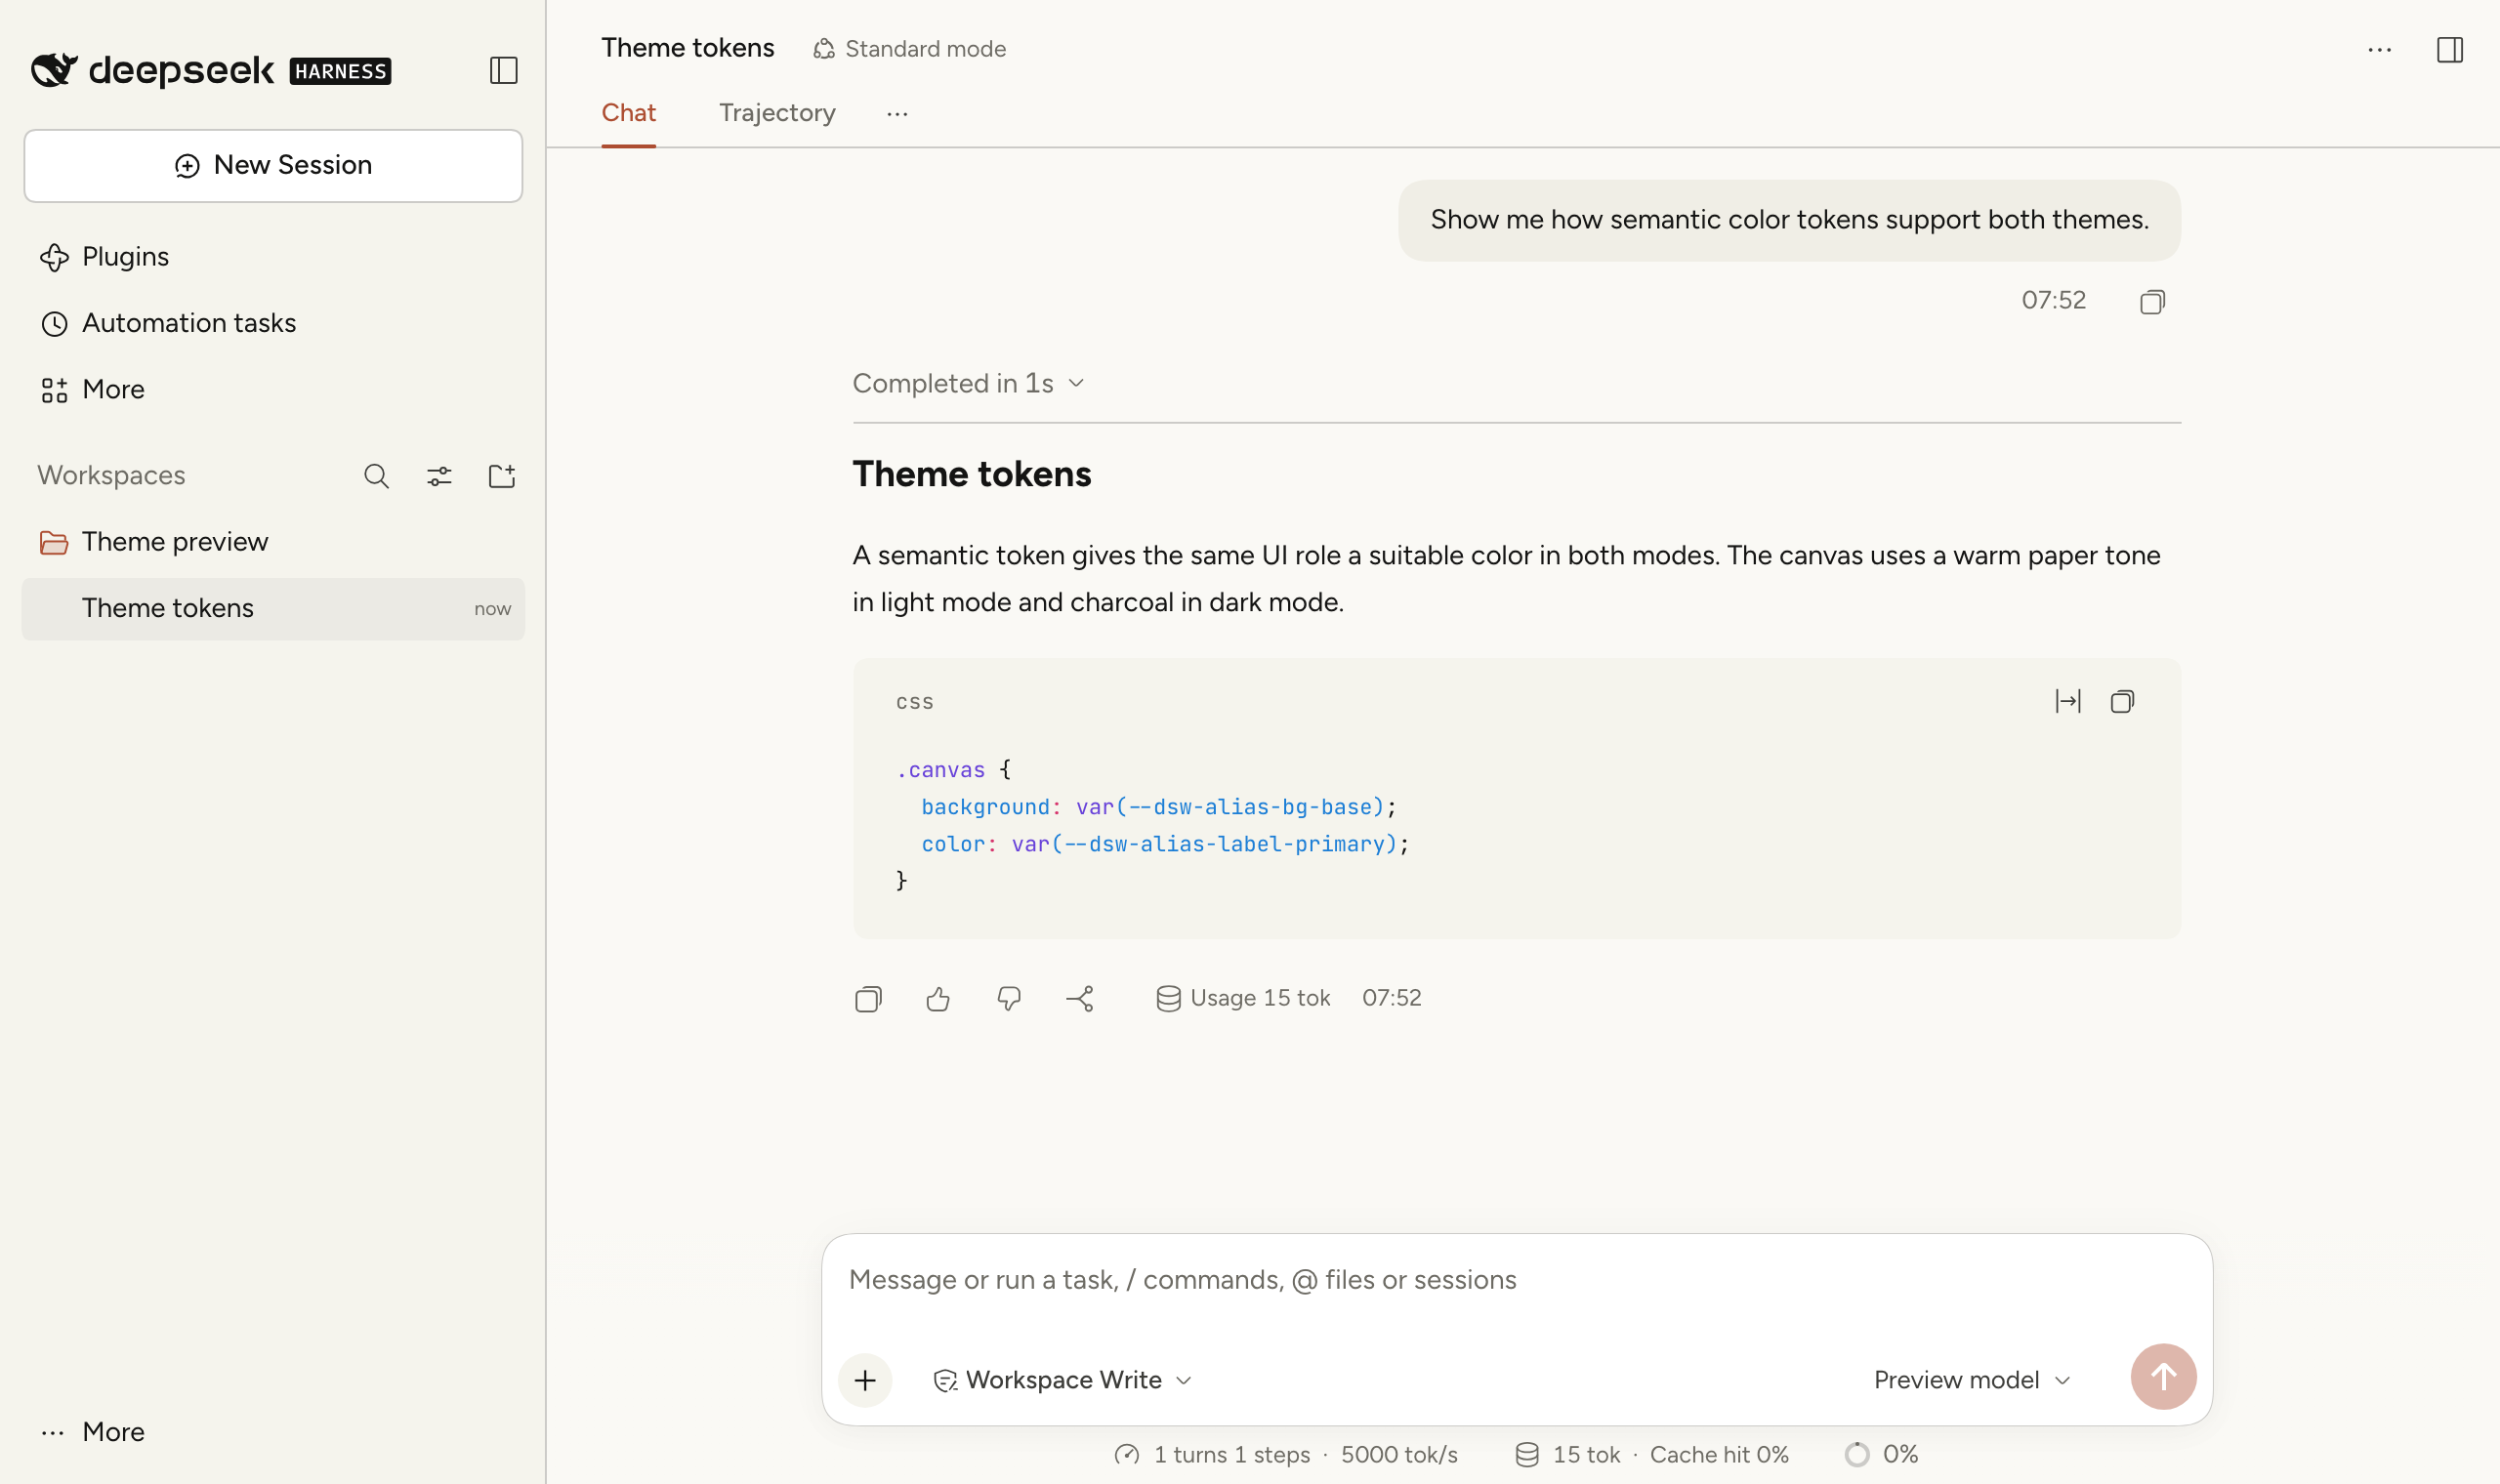 deepseek HARNESS
New Session
Plugins
Automation tasks
More
Workspaces
Theme preview
Theme tokens now
More
Theme tokens Standard mode
Chat Trajectory
Show me how semantic color tokens support both themes.
07:52
Completed in 1s
Theme tokens
A semantic token gives the same UI role a suitable color in both modes. The canvas uses a warm paper tone
in light mode and charcoal in dark mode.
css
.canvas {
  background: var(--dsw-alias-bg-base);
  color: var(--dsw-alias-label-primary);
}
Usage 15 tok 07:52
Message or run a task, / commands, @ files or sessions
Workspace Write Preview model
1 turns 1 steps · 5000 tok/s 15 tok · Cache hit 0% 0%